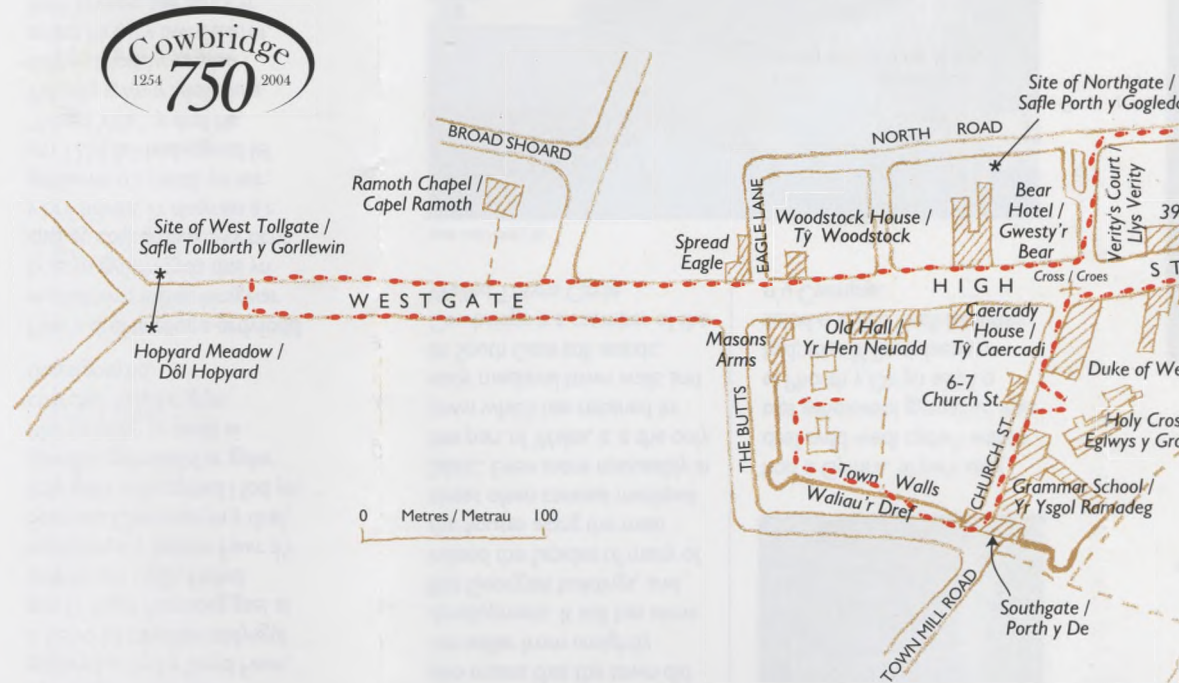 Cowbridge
1254 750 2004
Site of Northgate /
Safle Porth y Gogledd
BROAD SHOARD
NORTH ROAD
Ramoth Chapel /
Capel Ramoth
EAGLE LANE
Verity's Court /
Llys Verity
Bear
Hotel /
Gwesty'r
Bear
Woodstock House /
Tŷ Woodstock
39
Site of West Tollgate /
Safle Tollborth y Gorllewin
Spread
Eagle
Cross / Croes
ST
WESTGATE
HIGH
Masons
Arms
Old Hall /
Yr Hen Neuadd
Caercady
House /
Tŷ Caercadi
Hopyard Meadow /
Dôl Hopyard
Duke of We
6-7
Church St.
THE BUTTS
CHURCH ST.
Holy Cros
Eglwys y Gro
Town Walls
Waliau'r Dref
Grammar School /
Yr Ysgol Ramadeg
0 Metres / Metrau 100
TOWN MILL ROAD
Southgate /
Porth y De